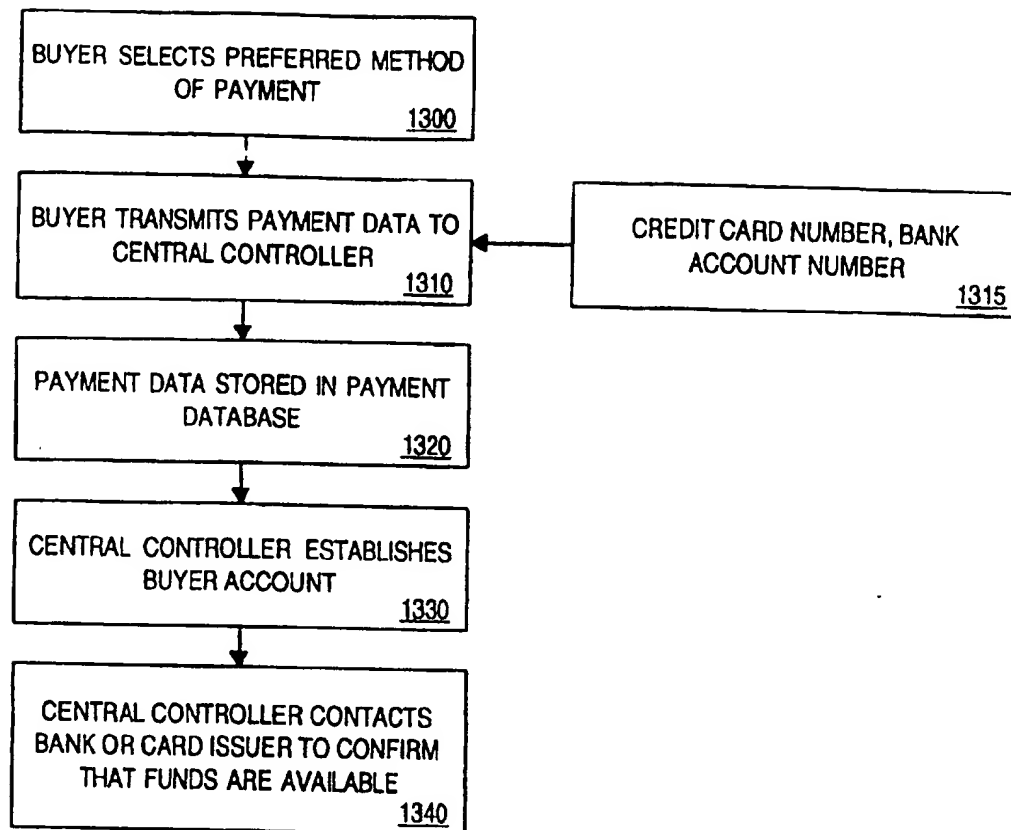 BUYER SELECTS PREFERRED METHOD
OF PAYMENT
1300
BUYER TRANSMITS PAYMENT DATA TO
CENTRAL CONTROLLER
1310
CREDIT CARD NUMBER, BANK
ACCOUNT NUMBER
1315
PAYMENT DATA STORED IN PAYMENT
DATABASE
1320
CENTRAL CONTROLLER ESTABLISHES
BUYER ACCOUNT
1330
CENTRAL CONTROLLER CONTACTS
BANK OR CARD ISSUER TO CONFIRM
THAT FUNDS ARE AVAILABLE
1340